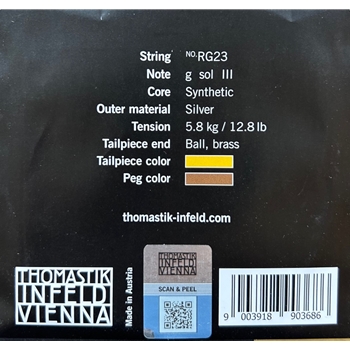 String NO.RG23
Note g sol III
Core Synthetic
Outer material Silver
Tension 5.8 kg / 12.8 lb
Tailpiece end Ball, brass
Tailpiece color
Peg color
thomastik-infeld.com
THOMASTIK
INFELD
VIENNA
Made in Austria
THOMASTIK
INFELD
VIENNA
SCAN & PEEL
9 003918 903686